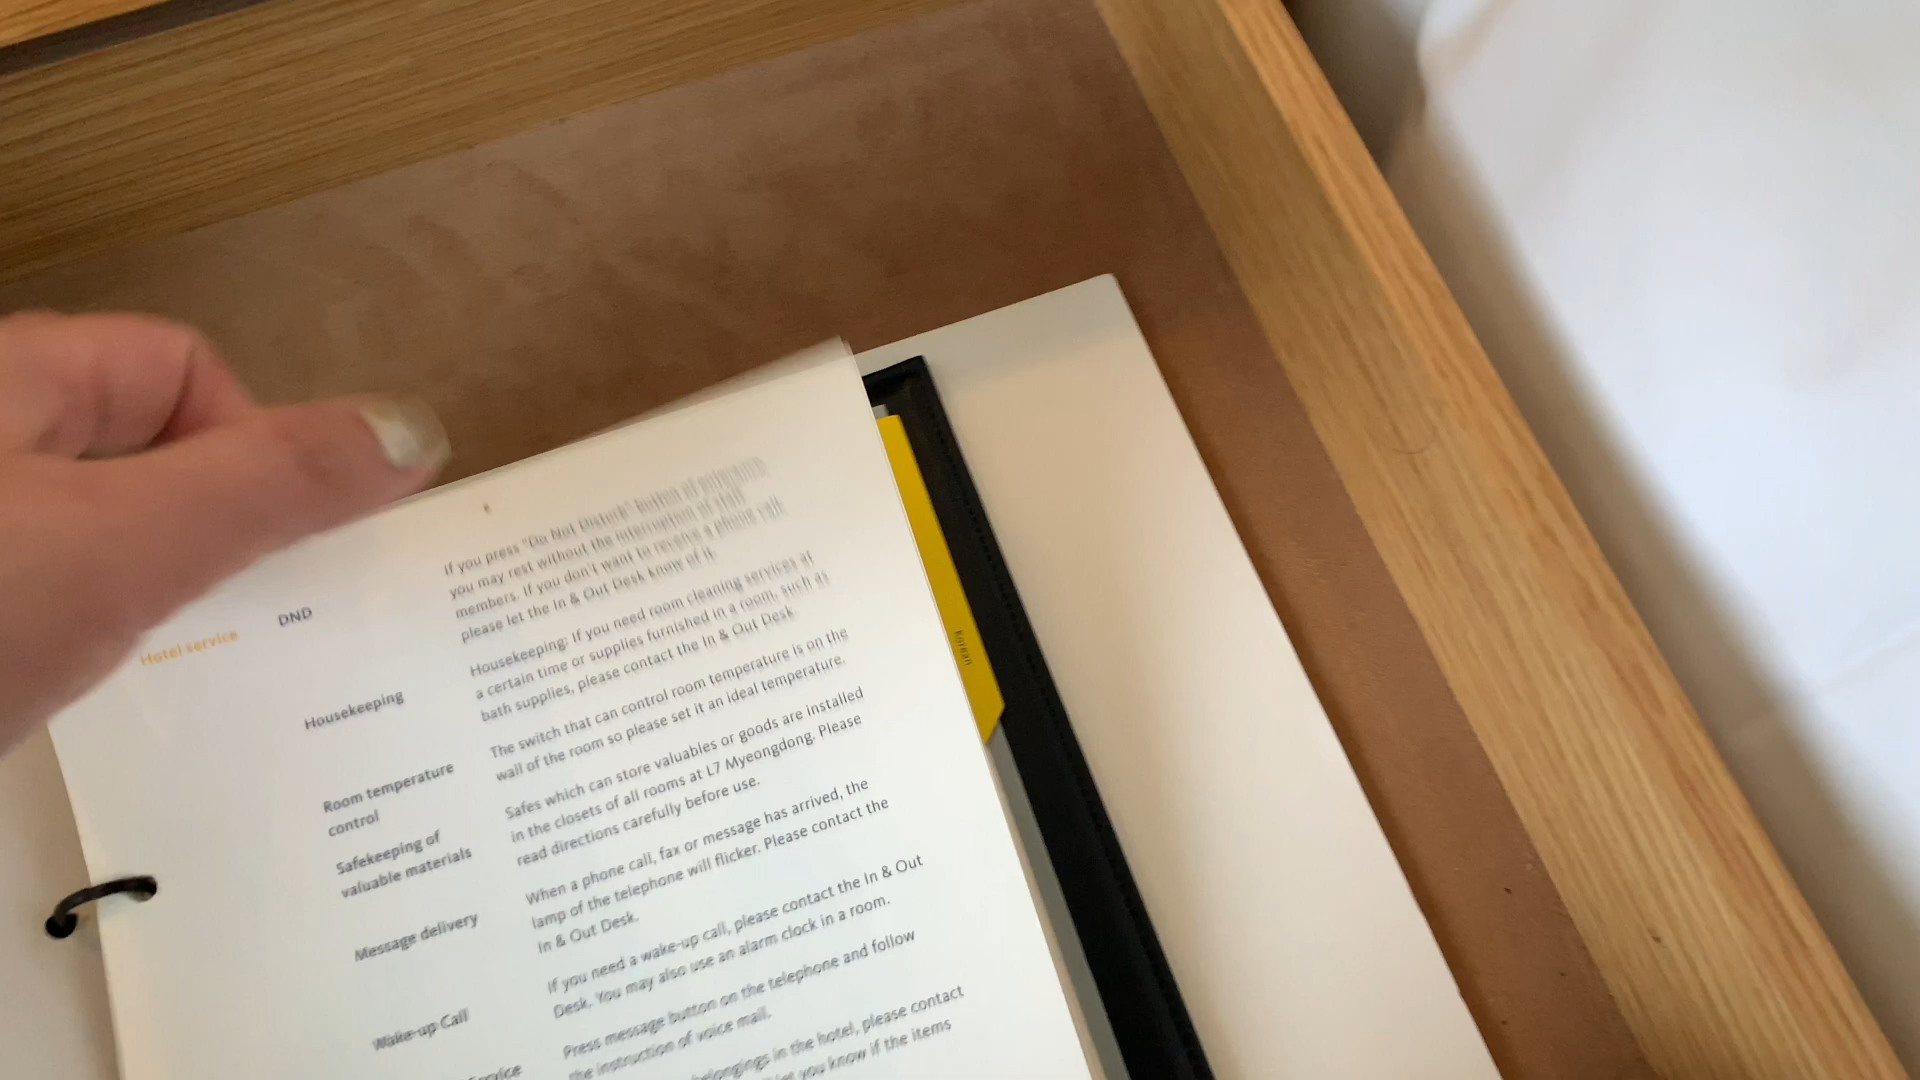 Hotel service
DND
If you press "Do Not Disturb" button of
you may rest without the interruption of staff
members. If you don't want to receive a phone call,
please let the In & Out Desk know of it.
Housekeeping
Housekeeping: If you need room cleaning services at
a certain time or supplies furnished in a room, such as
bath supplies, please contact the In & Out Desk.
Room temperature
control
The switch that can control room temperature is on the
wall of the room so please set it an ideal temperature.
Safekeeping of
valuable materials
Safes which can store valuables or goods are installed
in the closets of all rooms at L7 Myeongdong. Please
read directions carefully before use.
Message delivery
When a phone call, fax or message has arrived, the
lamp of the telephone will flicker. Please contact the
In & Out Desk.
Wake-up Call
If you need a wake-up call, please contact the In & Out
Desk. You may also use an alarm clock in a room.
service
Press message button on the telephone and follow
the instruction of voice mail.
belongings in the hotel, please contact
let you know if the items
Korean